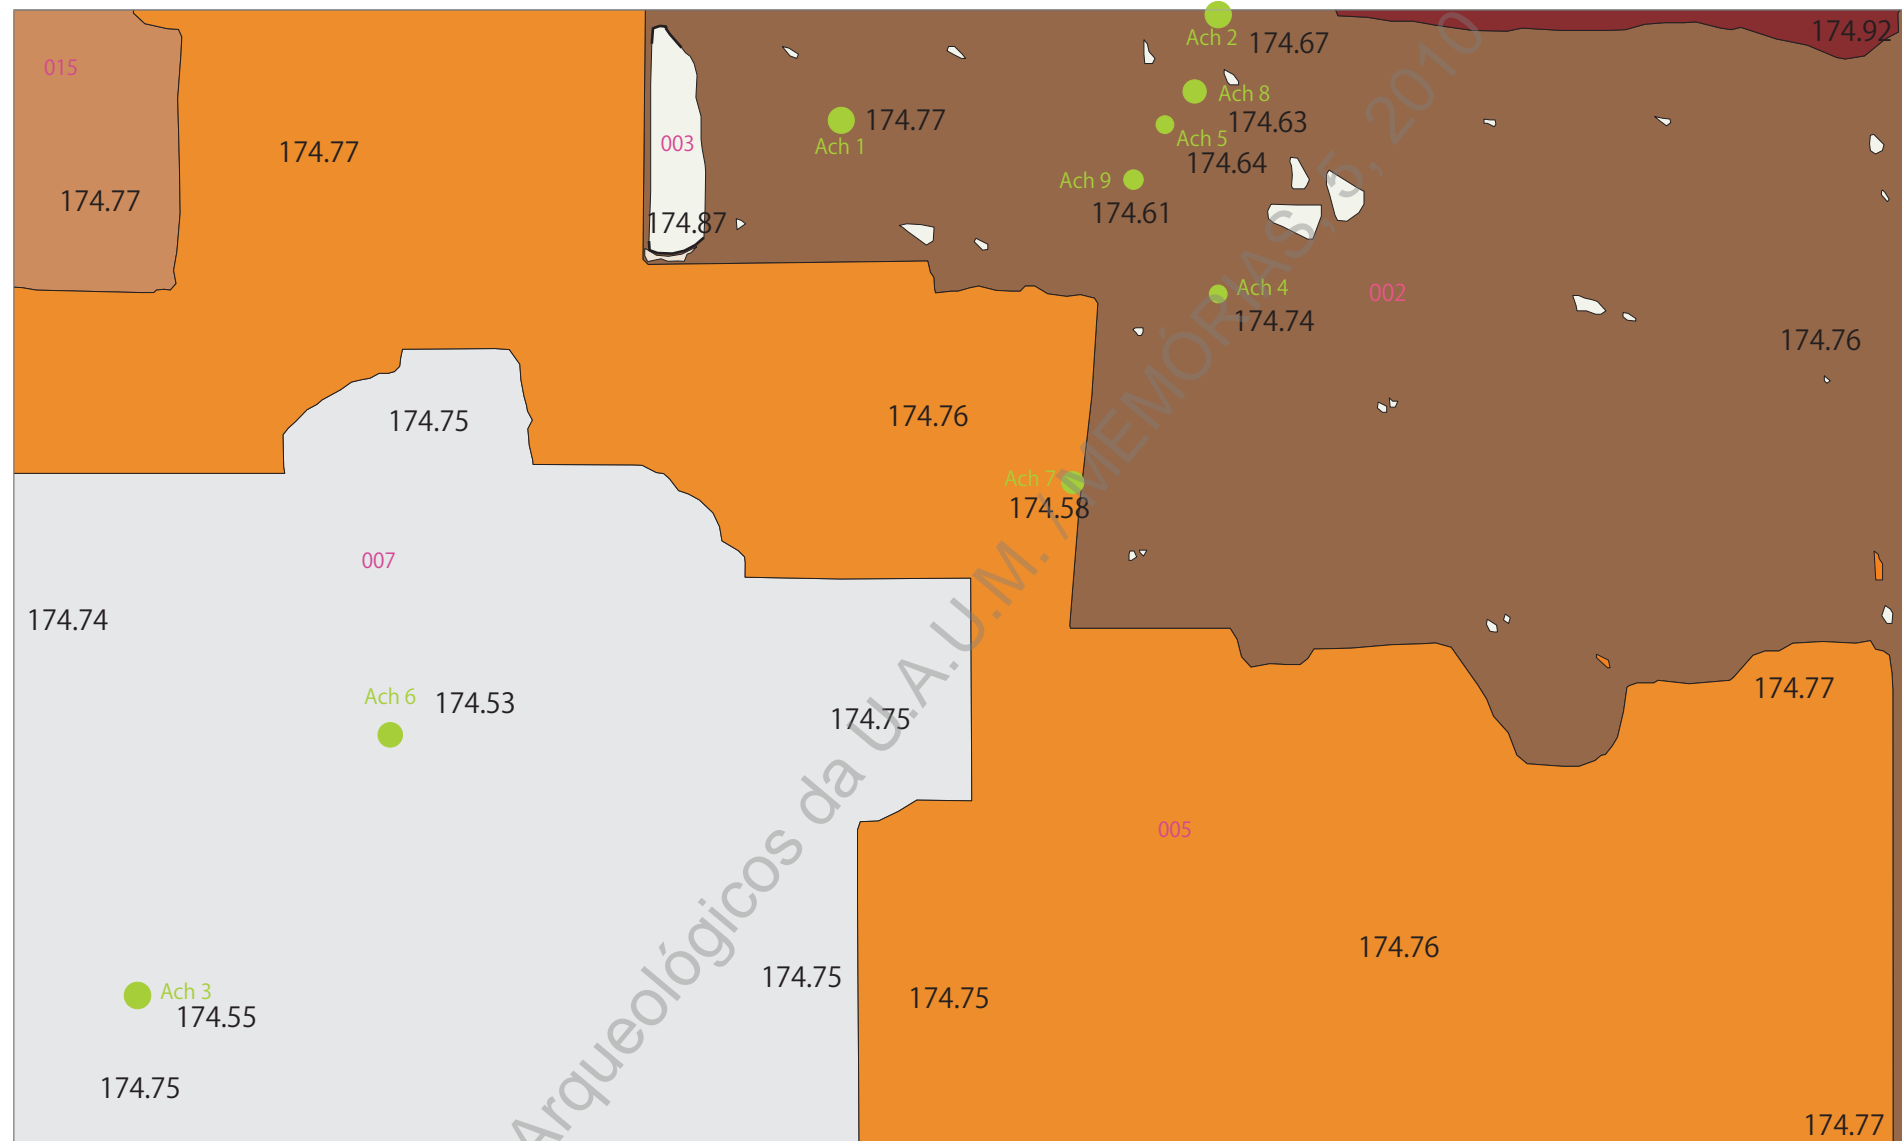 174.92
Ach 2
174.67
015
174.77
174.77
003
174.87
Ach 1
174.77
Ach 8
174.63
Ach 5
174.64
Ach 9
174.61
Ach 4
174.74
002
174.76
174.75
174.76
Ach 7
174.58
007
174.74
174.77
Ach 6
174.53
174.75
005
174.76
174.75
174.75
Ach 3
174.55
174.75
174.77
Arqueológicos da U.A.U.M. / MEMÓRIAS, 5, 2010